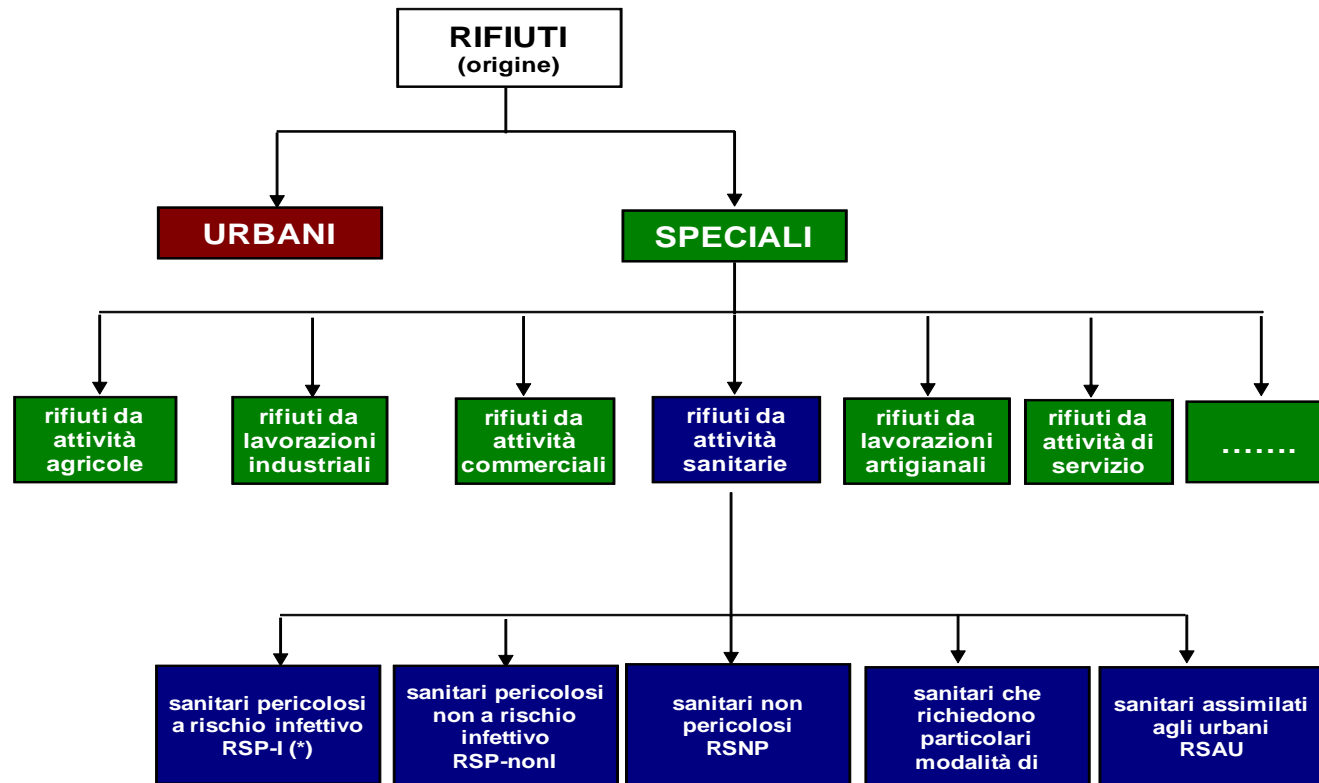 RIFIUTI
(origine)
URBANI
SPECIALI
rifiuti da
attività
agricole
rifiuti da
lavorazioni
industriali
rifiuti da
attività
commerciali
rifiuti da
attività
sanitarie
rifiuti da
lavorazioni
artigianali
rifiuti da
attività di
servizio
.......
sanitari pericolosi
a rischio infettivo
RSP-I (*)
sanitari pericolosi
non a rischio
infettivo
RSP-nonI
sanitari non
pericolosi
RSNP
sanitari che
richiedono
particolari
modalità di
sanitari assimilati
agli urbani
RSAU